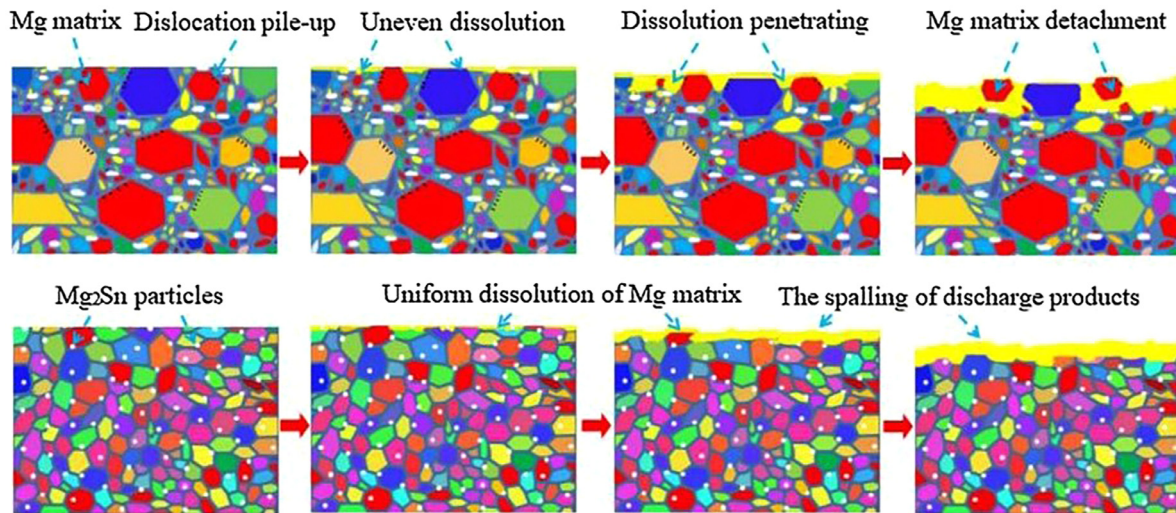 Mg matrix Dislocation pile-up Uneven dissolution Dissolution penetrating Mg matrix detachment
Mg₂Sn particles Uniform dissolution of Mg matrix The spalling of discharge products